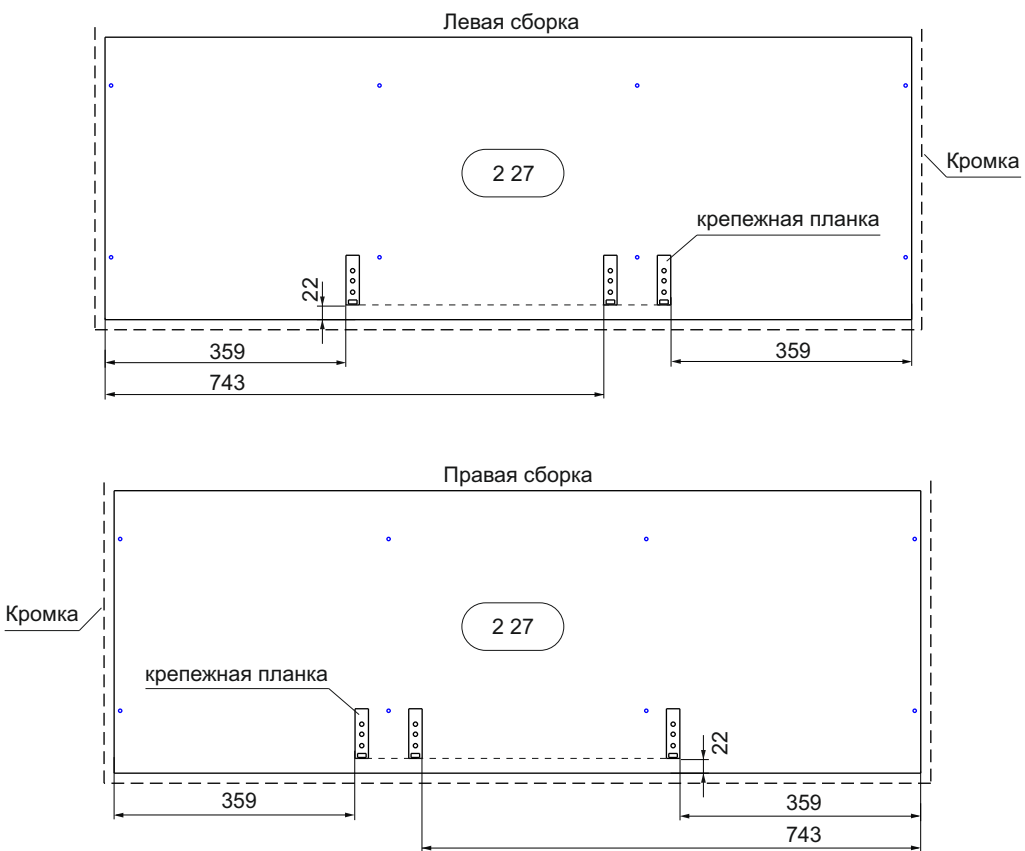 Левая сборка
2 27
Кромка
крепежная планка
22
359
359
743
Правая сборка
Кромка
2 27
крепежная планка
22
359
359
743